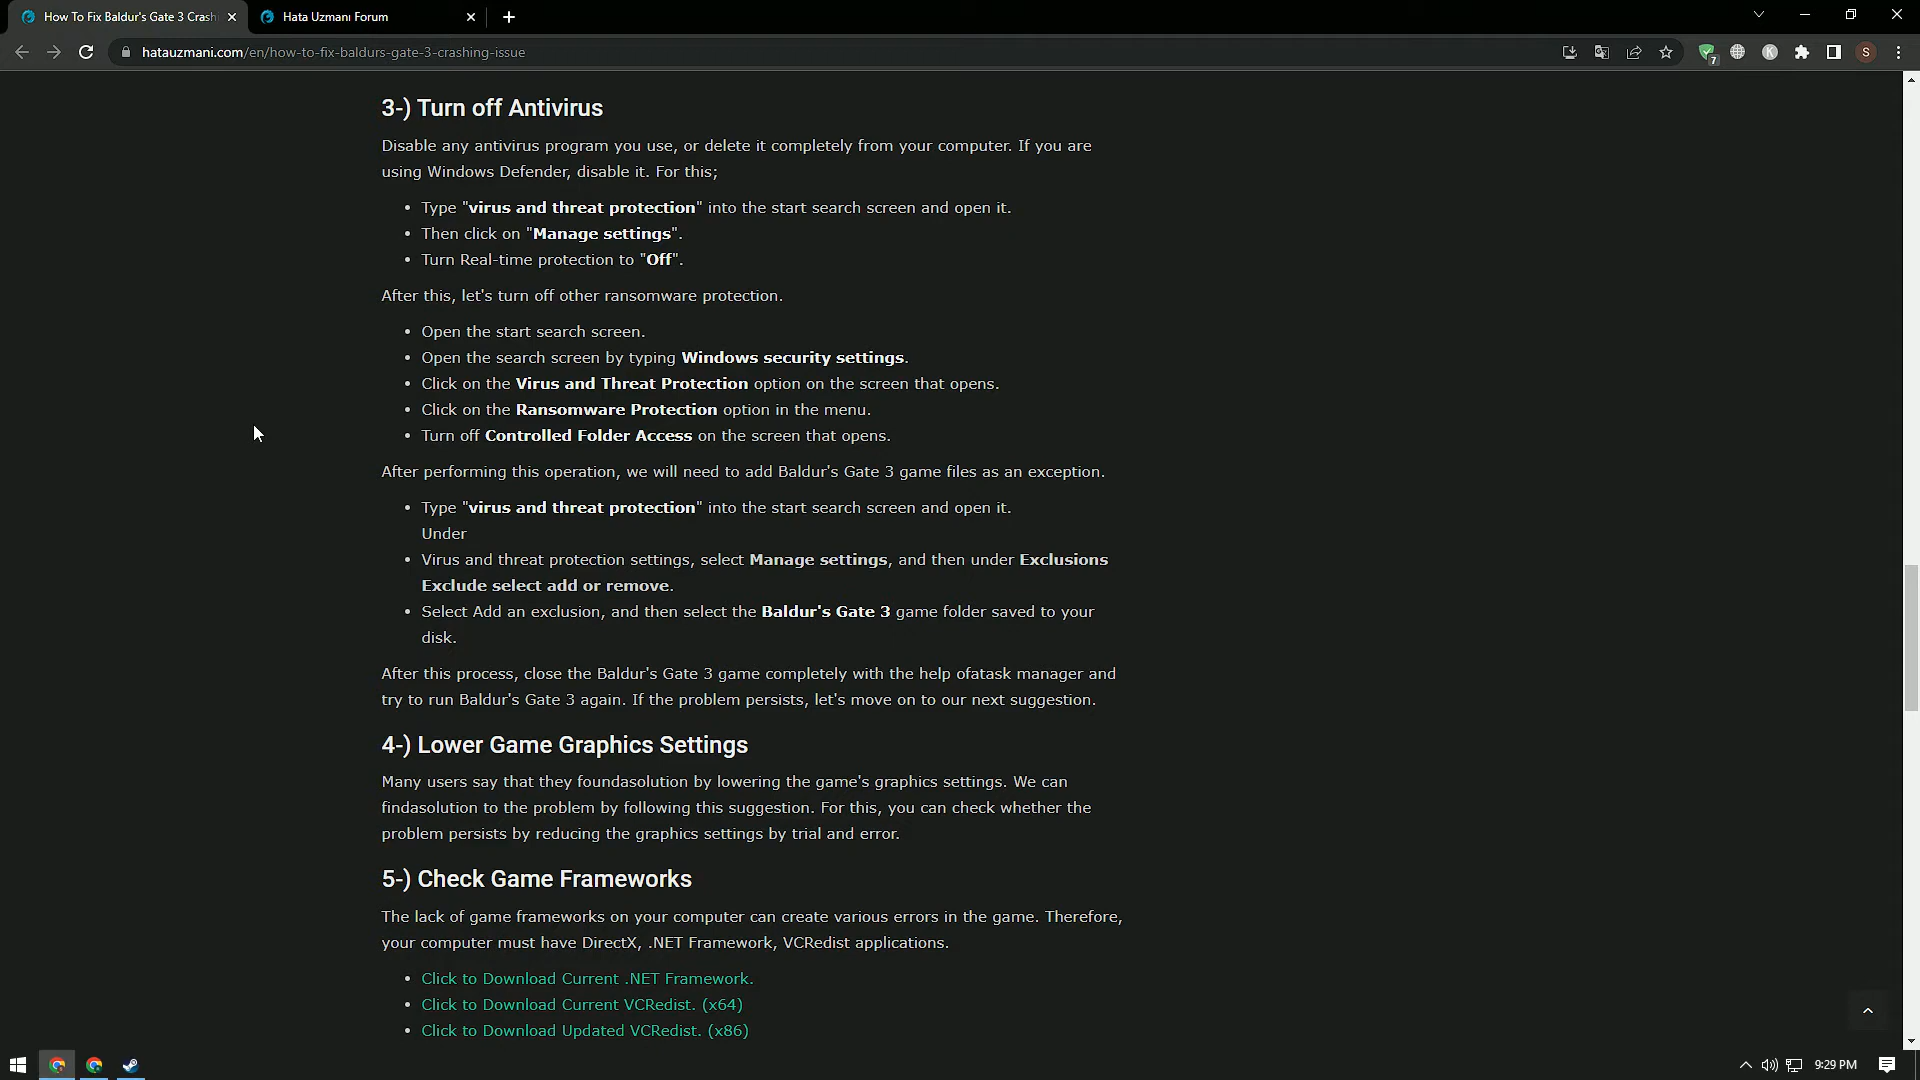 How To Fix Baldur's Gate 3 Crash
Hata Uzmanı Forum
hatauzmani.com/en/how-to-fix-baldurs-gate-3-crashing-issue
7
K
S
3-) Turn off Antivirus
Disable any antivirus program you use, or delete it completely from your computer. If you are
using Windows Defender, disable it. For this;
• Type "virus and threat protection" into the start search screen and open it.
• Then click on "Manage settings".
• Turn Real-time protection to "Off".
After this, let's turn off other ransomware protection.
• Open the start search screen.
• Open the search screen by typing Windows security settings.
• Click on the Virus and Threat Protection option on the screen that opens.
• Click on the Ransomware Protection option in the menu.
• Turn off Controlled Folder Access on the screen that opens.
After performing this operation, we will need to add Baldur's Gate 3 game files as an exception.
• Type "virus and threat protection" into the start search screen and open it.
Under
• Virus and threat protection settings, select Manage settings, and then under Exclusions
Exclude select add or remove.
• Select Add an exclusion, and then select the Baldur's Gate 3 game folder saved to your
disk.
After this process, close the Baldur's Gate 3 game completely with the help ofatask manager and
try to run Baldur's Gate 3 again. If the problem persists, let's move on to our next suggestion.
4-) Lower Game Graphics Settings
Many users say that they foundasolution by lowering the game's graphics settings. We can
findasolution to the problem by following this suggestion. For this, you can check whether the
problem persists by reducing the graphics settings by trial and error.
5-) Check Game Frameworks
The lack of game frameworks on your computer can create various errors in the game. Therefore,
your computer must have DirectX, .NET Framework, VCRedist applications.
• Click to Download Current .NET Framework.
• Click to Download Current VCRedist. (x64)
• Click to Download Updated VCRedist. (x86)
9:29 PM